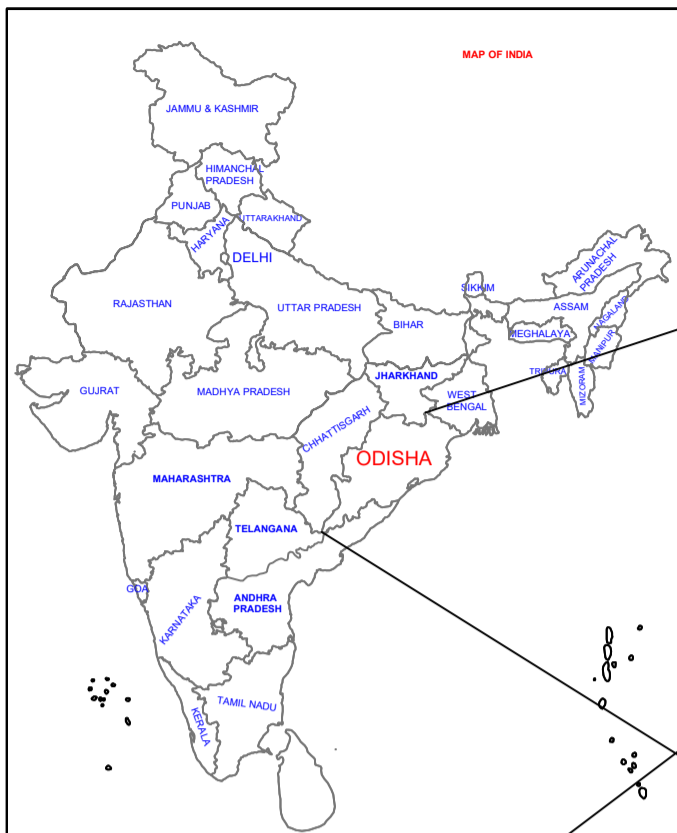 MAP OF INDIA
JAMMU & KASHMIR
HIMANCHAL
PRADESH
PUNJAB
UTTARAKHAND
HARYANA
DELHI
ARUNACHAL
PRADESH
SIKKIM
RAJASTHAN
UTTAR PRADESH
ASSAM
NAGALAND
BIHAR
MEGHALAYA
MANIPUR
JHARKHAND
TRIPURA
MIZORAM
GUJRAT
MADHYA PRADESH
WEST
BENGAL
CHHATTISGARH
ODISHA
MAHARASHTRA
TELANGANA
GOA
ANDHRA
PRADESH
KARNATAKA
TAMIL NADU
KERALA